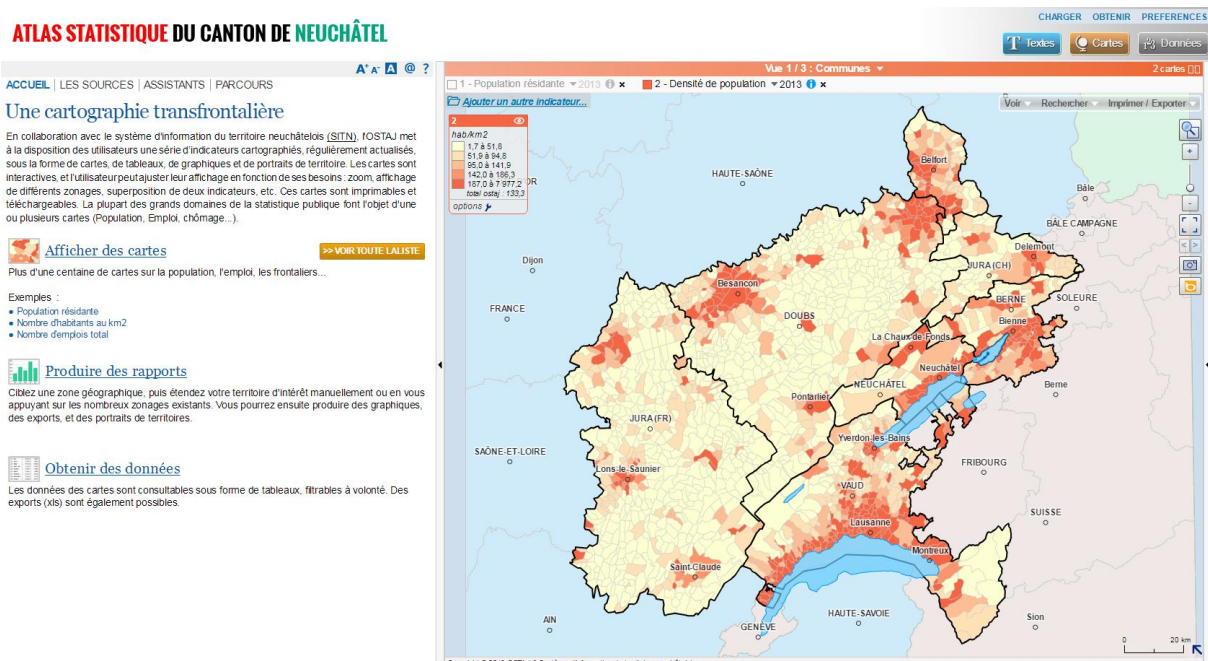 ATLAS STATISTIQUE DU CANTON DE NEUCHÂTEL
CHARGER OBTENIR PREFERENCES
Textes Cartes Données
A+ A- A @ ?
ACCUEIL | LES SOURCES | ASSISTANTS | PARCOURS
Une cartographie transfrontalière
En collaboration avec le système d'information du territoire neuchâtelois (SITN), l'OSTAJ met
à la disposition des utilisateurs une série d'indicateurs cartographiés, régulièrement actualisés,
sous la forme de cartes, de tableaux, de graphiques et de portraits de territoire. Les cartes sont
interactives, et l'utilisateur peut ajuster leur affichage en fonction de ses besoins : zoom, affichage
de différents zonages, superposition de deux indicateurs, etc. Ces cartes sont imprimables et
téléchargeables. La plupart des grands domaines de la statistique publique font l'objet d'une
ou plusieurs cartes (Population, Emploi, chômage...).
Afficher des cartes
>> VOIR TOUTE LALISTE
Plus d'une centaine de cartes sur la population, l'emploi, les frontaliers...
Exemples :
• Population résidante
• Nombre d'habitants au km2
• Nombre d'emplois total
Produire des rapports
Ciblez une zone géographique, puis étendez votre territoire d'intérêt manuellement ou en vous
appuyant sur les nombreux zonages existants. Vous pourrez ensuite produire des graphiques,
des exports, et des portraits de territoires.
Obtenir des données
Les données des cartes sont consultables sous forme de tableaux, filtrables à volonté. Des
exports (xls) sont également possibles.
Vue 1 / 3 : Communes
2 cartes
1 - Population résidante 2013 2 - Densité de population 2013
Ajouter un autre indicateur...
Voir Rechercher Imprimer / Exporter
2
hab/km2
1,7 à 51,8
51,9 à 94,8
95,0 à 141,9
142,0 à 186,3
187,0 à 7 977,2
total ostaj : 133,3
options
OR
HAUTE-SAÔNE
Belfort
Bâle
BÂLE CAMPAGNE
Delemont
Dijon
JURA (CH)
Besançon
BERNE
SOLEURE
FRANCE
DOUBS
Bienne
La Chaux-de-Fonds
Neuchâtel
NEUCHÂTEL
Berne
Pontarlier
JURA (FR)
Yverdon-les-Bains
SAÔNE-ET-LOIRE
FRIBOURG
Lons-le-Saunier
VAUD
SUISSE
Lausanne
Montreux
Saint-Claude
AIN
HAUTE-SAVOIE
Sion
GENÈVE
0 20 km